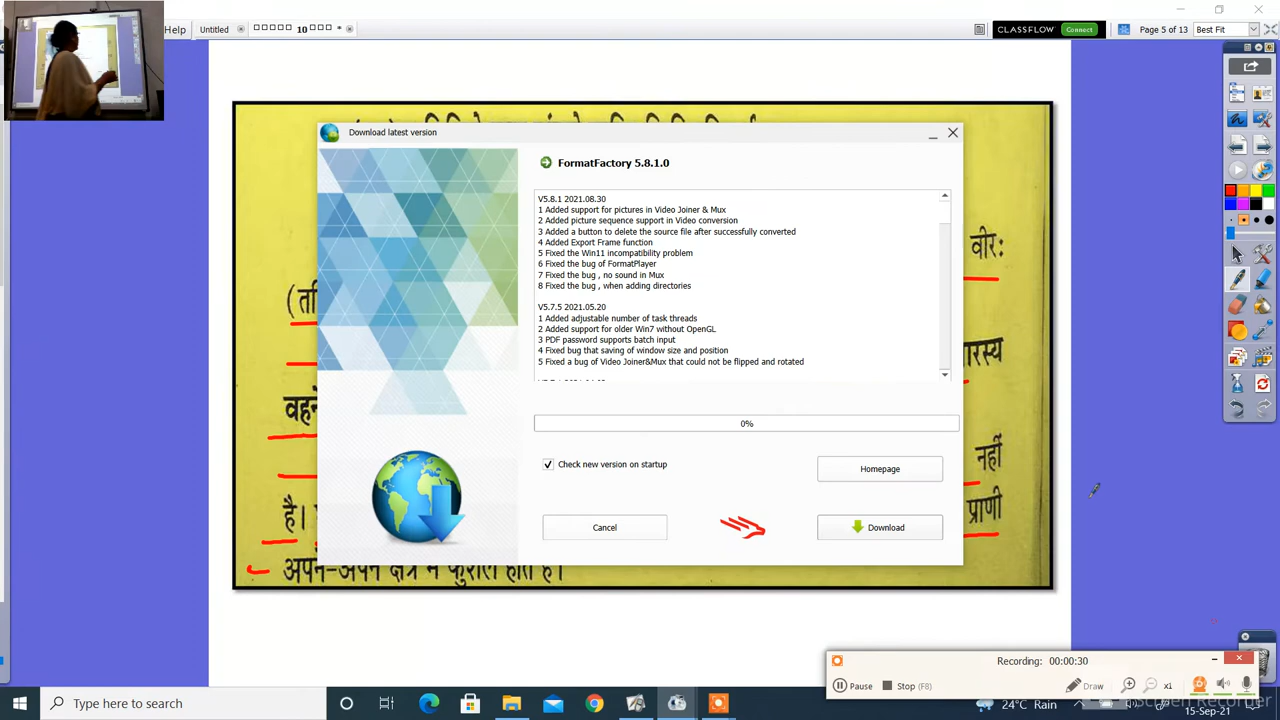 Help Untitled 10 * CLASSFLOW Connect Page 5 of 13 Best Fit
Download latest version
FormatFactory 5.8.1.0
V5.8.1 2021.08.30
1 Added support for pictures in Video Joiner & Mux
2 Added picture sequence support in Video conversion
3 Added a button to delete the source file after successfully converted
4 Added Export Frame function
5 Fixed the Win11 incompatibility problem
6 Fixed the bug of FormatPlayer
7 Fixed the bug , no sound in Mux
8 Fixed the bug , when adding directories
V5.7.5 2021.05.20
1 Added adjustable number of task threads
2 Added support for older Win7 without OpenGL
3 PDF password supports batch input
4 Fixed bug that saving of window size and position
5 Fixed a bug of Video Joiner&Mux that could not be flipped and rotated
0%
Check new version on startup
Homepage
Cancel
Download
वीरः
नहीं
प्राणी
है।
अपने-अपने क्षेत्र में कुशल होते हैं।
Recording: 00:00:30
Pause Stop (F8) Draw x1
Type here to search
24°C Rain
15-Sep-21
Screen Recorder